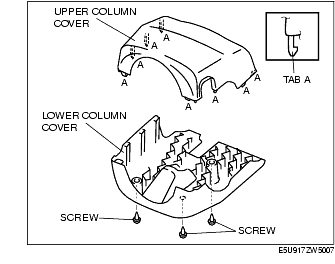 UPPER COLUMN
COVER
A
A
A
A
A
A
A
A
TAB A
LOWER COLUMN
COVER
SCREW
SCREW
E5U917ZW5007